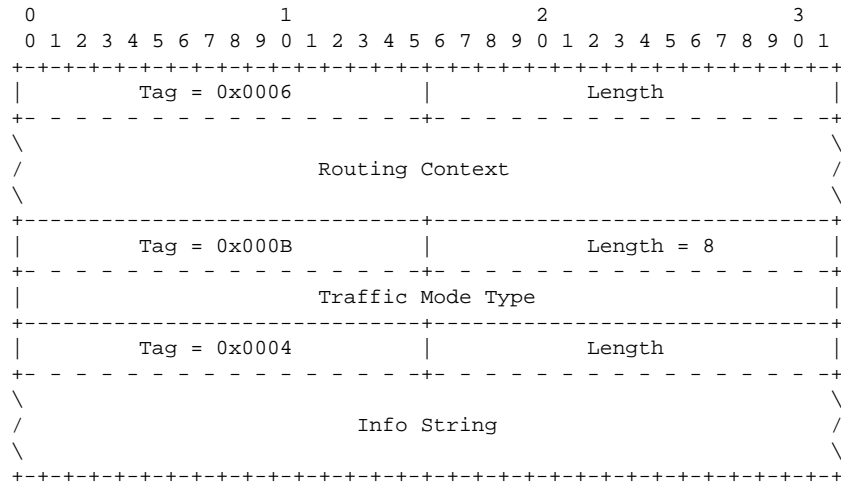 0                   1                   2                   3
 0 1 2 3 4 5 6 7 8 9 0 1 2 3 4 5 6 7 8 9 0 1 2 3 4 5 6 7 8 9 0 1
+-+-+-+-+-+-+-+-+-+-+-+-+-+-+-+-+-+-+-+-+-+-+-+-+-+-+-+-+-+-+-+-+
|         Tag = 0x0006          |            Length             |
+- - - - - - - - - - - - - - - -+- - - - - - - - - - - - - - - -+
\                                                               \
/                       Routing Context                         /
\                                                               \
+-------------------------------+-------------------------------+
|         Tag = 0x000B          |            Length = 8         |
+- - - - - - - - - - - - - - - -+- - - - - - - - - - - - - - - -+
|                       Traffic Mode Type                       |
+-------------------------------+-------------------------------+
|         Tag = 0x0004          |            Length             |
+- - - - - - - - - - - - - - - -+- - - - - - - - - - - - - - - -+
\                                                               \
/                          Info String                          /
\                                                               \
+-+-+-+-+-+-+-+-+-+-+-+-+-+-+-+-+-+-+-+-+-+-+-+-+-+-+-+-+-+-+-+-+